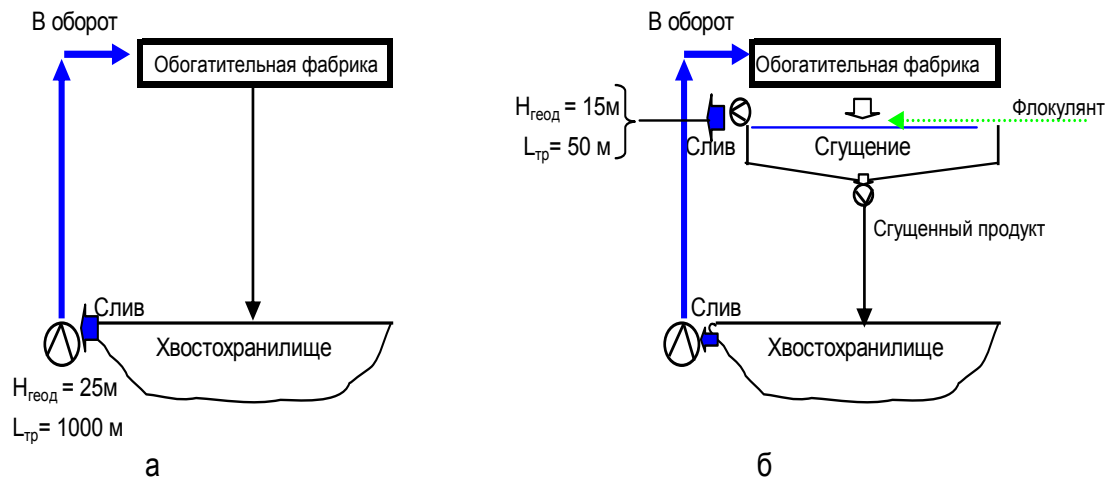 В оборот
Обогатительная фабрика
Слив
Хвостохранилище
Hгеод = 25м
Lтр= 1000 м
а
В оборот
Обогатительная фабрика
Hгеод = 15м
Lтр= 50 м
Слив
Флокулянт
Сгущение
Сгущенный продукт
Слив
Хвостохранилище
б